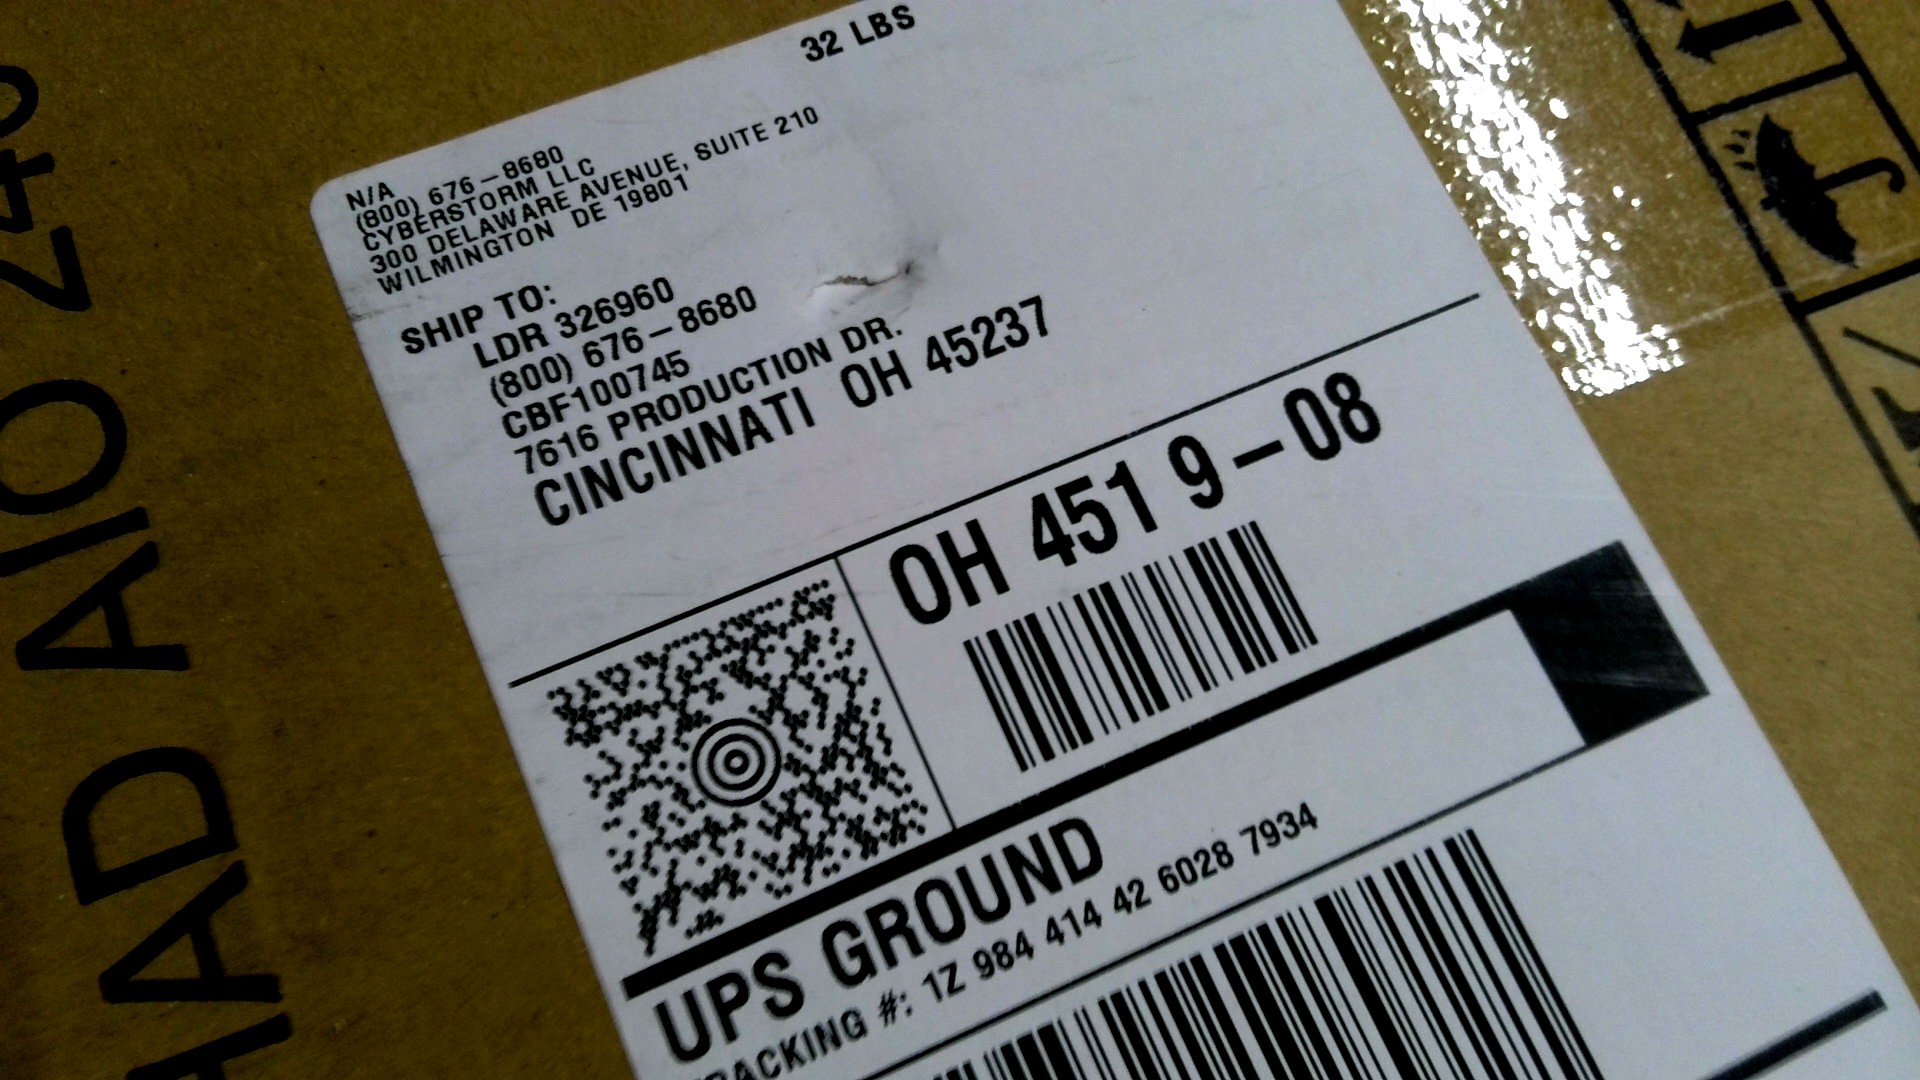 32 LBS
N/A
(800) 676-8680
CYBERSTORM LLC
300 DELAWARE AVENUE, SUITE 210
WILMINGTON DE 19801
SHIP TO:
LDR 326960
(800) 676-8680
CBF100745
7616 PRODUCTION DR.
CINCINNATI OH 45237
OH 451 9-08
UPS GROUND
TRACKING #: 1Z 984 414 42 6028 7934
AIO 240